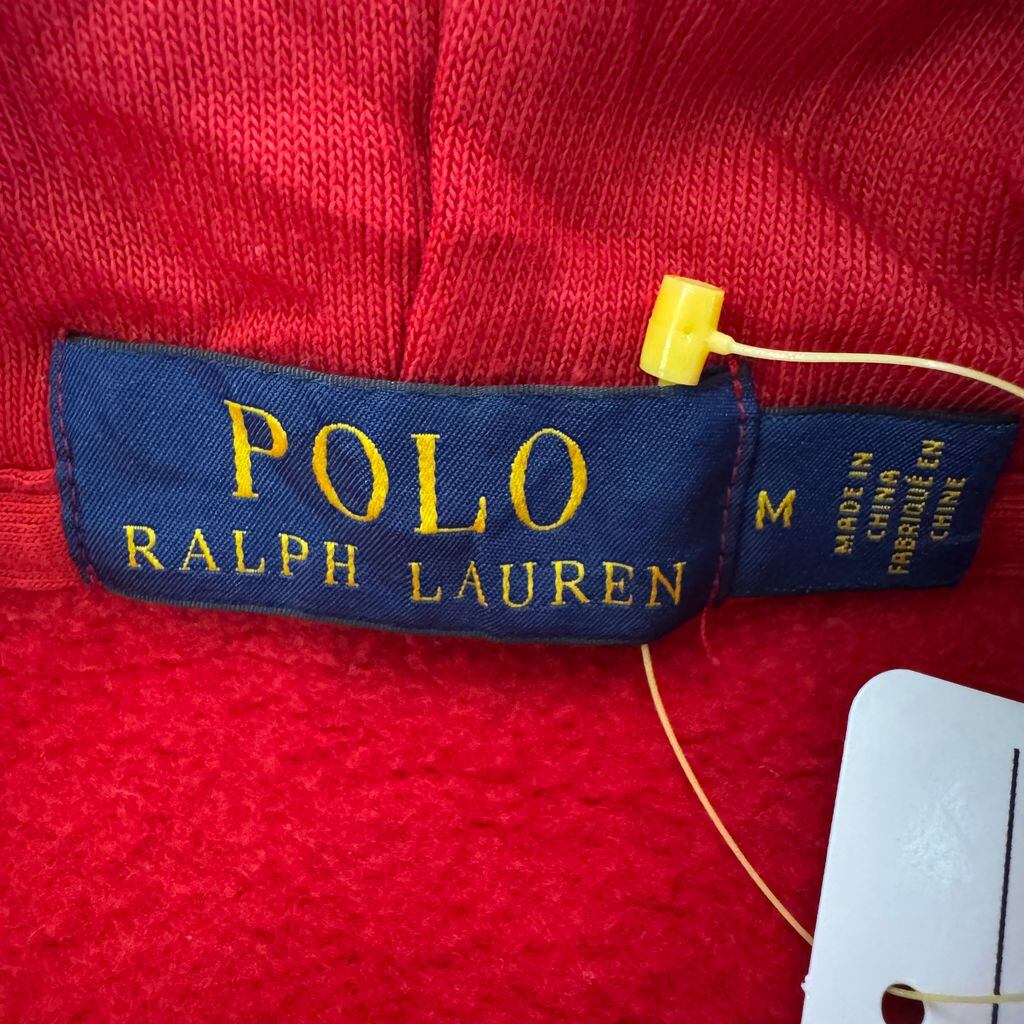 POLO
RALPH LAUREN
M
MADE IN
CHINA
FABRIQUÉ EN
CHINE